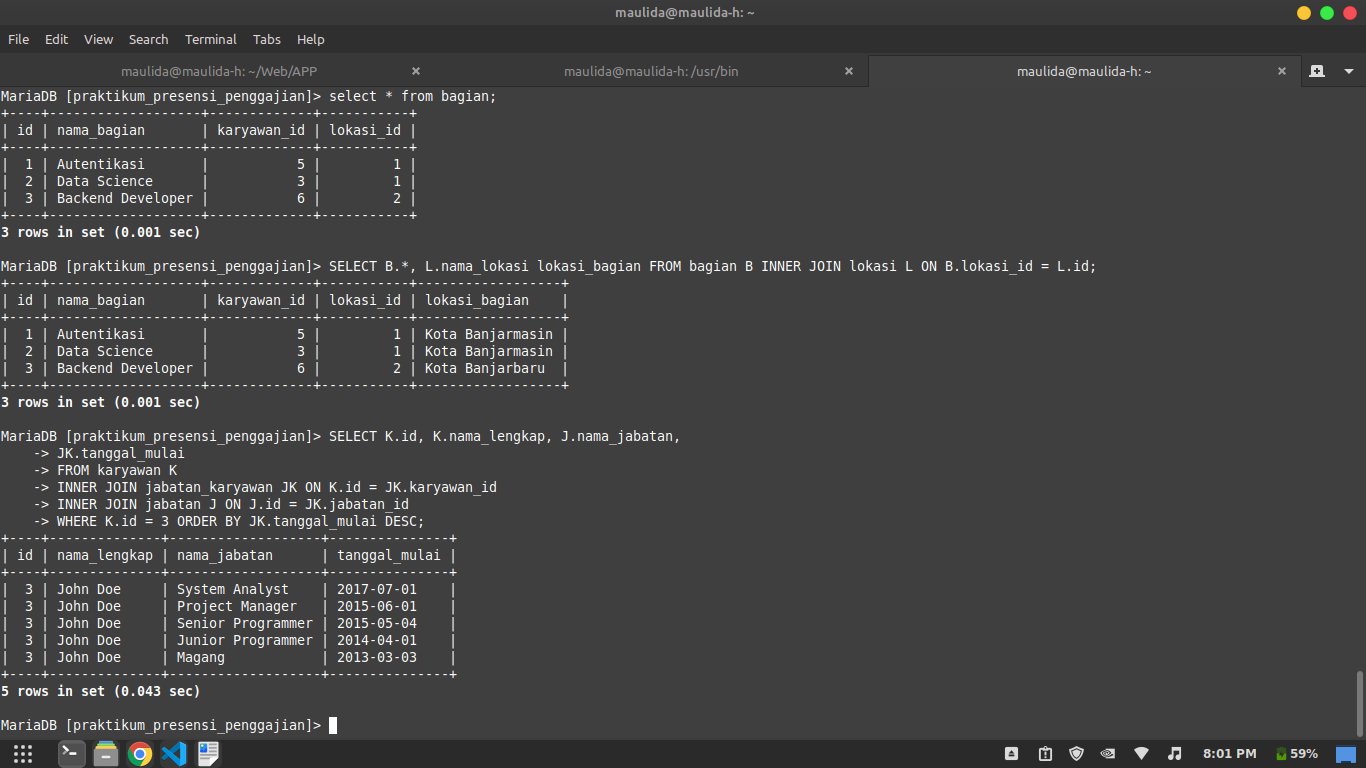 maulida@maulida-h: ~
File Edit View Search Terminal Tabs Help
maulida@maulida-h: ~/Web/APP × maulida@maulida-h: /usr/bin × maulida@maulida-h: ~ ×
MariaDB [praktikum_presensi_penggajian]> select * from bagian;
+----+-------------------+-------------+-----------+
| id | nama_bagian       | karyawan_id | lokasi_id |
+----+-------------------+-------------+-----------+
|  1 | Autentikasi       |           5 |         1 |
|  2 | Data Science      |           3 |         1 |
|  3 | Backend Developer |           6 |         2 |
+----+-------------------+-------------+-----------+
3 rows in set (0.001 sec)
MariaDB [praktikum_presensi_penggajian]> SELECT B.*, L.nama_lokasi lokasi_bagian FROM bagian B INNER JOIN lokasi L ON B.lokasi_id = L.id;
+----+-------------------+-------------+-----------+------------------+
| id | nama_bagian       | karyawan_id | lokasi_id | lokasi_bagian    |
+----+-------------------+-------------+-----------+------------------+
|  1 | Autentikasi       |           5 |         1 | Kota Banjarmasin |
|  2 | Data Science      |           3 |         1 | Kota Banjarmasin |
|  3 | Backend Developer |           6 |         2 | Kota Banjarbaru  |
+----+-------------------+-------------+-----------+------------------+
3 rows in set (0.001 sec)
MariaDB [praktikum_presensi_penggajian]> SELECT K.id, K.nama_lengkap, J.nama_jabatan,
    -> JK.tanggal_mulai
    -> FROM karyawan K
    -> INNER JOIN jabatan_karyawan JK ON K.id = JK.karyawan_id
    -> INNER JOIN jabatan J ON J.id = JK.jabatan_id
    -> WHERE K.id = 3 ORDER BY JK.tanggal_mulai DESC;
+----+--------------+-------------------+---------------+
| id | nama_lengkap | nama_jabatan      | tanggal_mulai |
+----+--------------+-------------------+---------------+
|  3 | John Doe     | System Analyst    | 2017-07-01    |
|  3 | John Doe     | Project Manager   | 2015-06-01    |
|  3 | John Doe     | Senior Programmer | 2015-05-04    |
|  3 | John Doe     | Junior Programmer | 2014-04-01    |
|  3 | John Doe     | Magang            | 2013-03-03    |
+----+--------------+-------------------+---------------+
5 rows in set (0.043 sec)
MariaDB [praktikum_presensi_penggajian]>
8:01 PM 59%